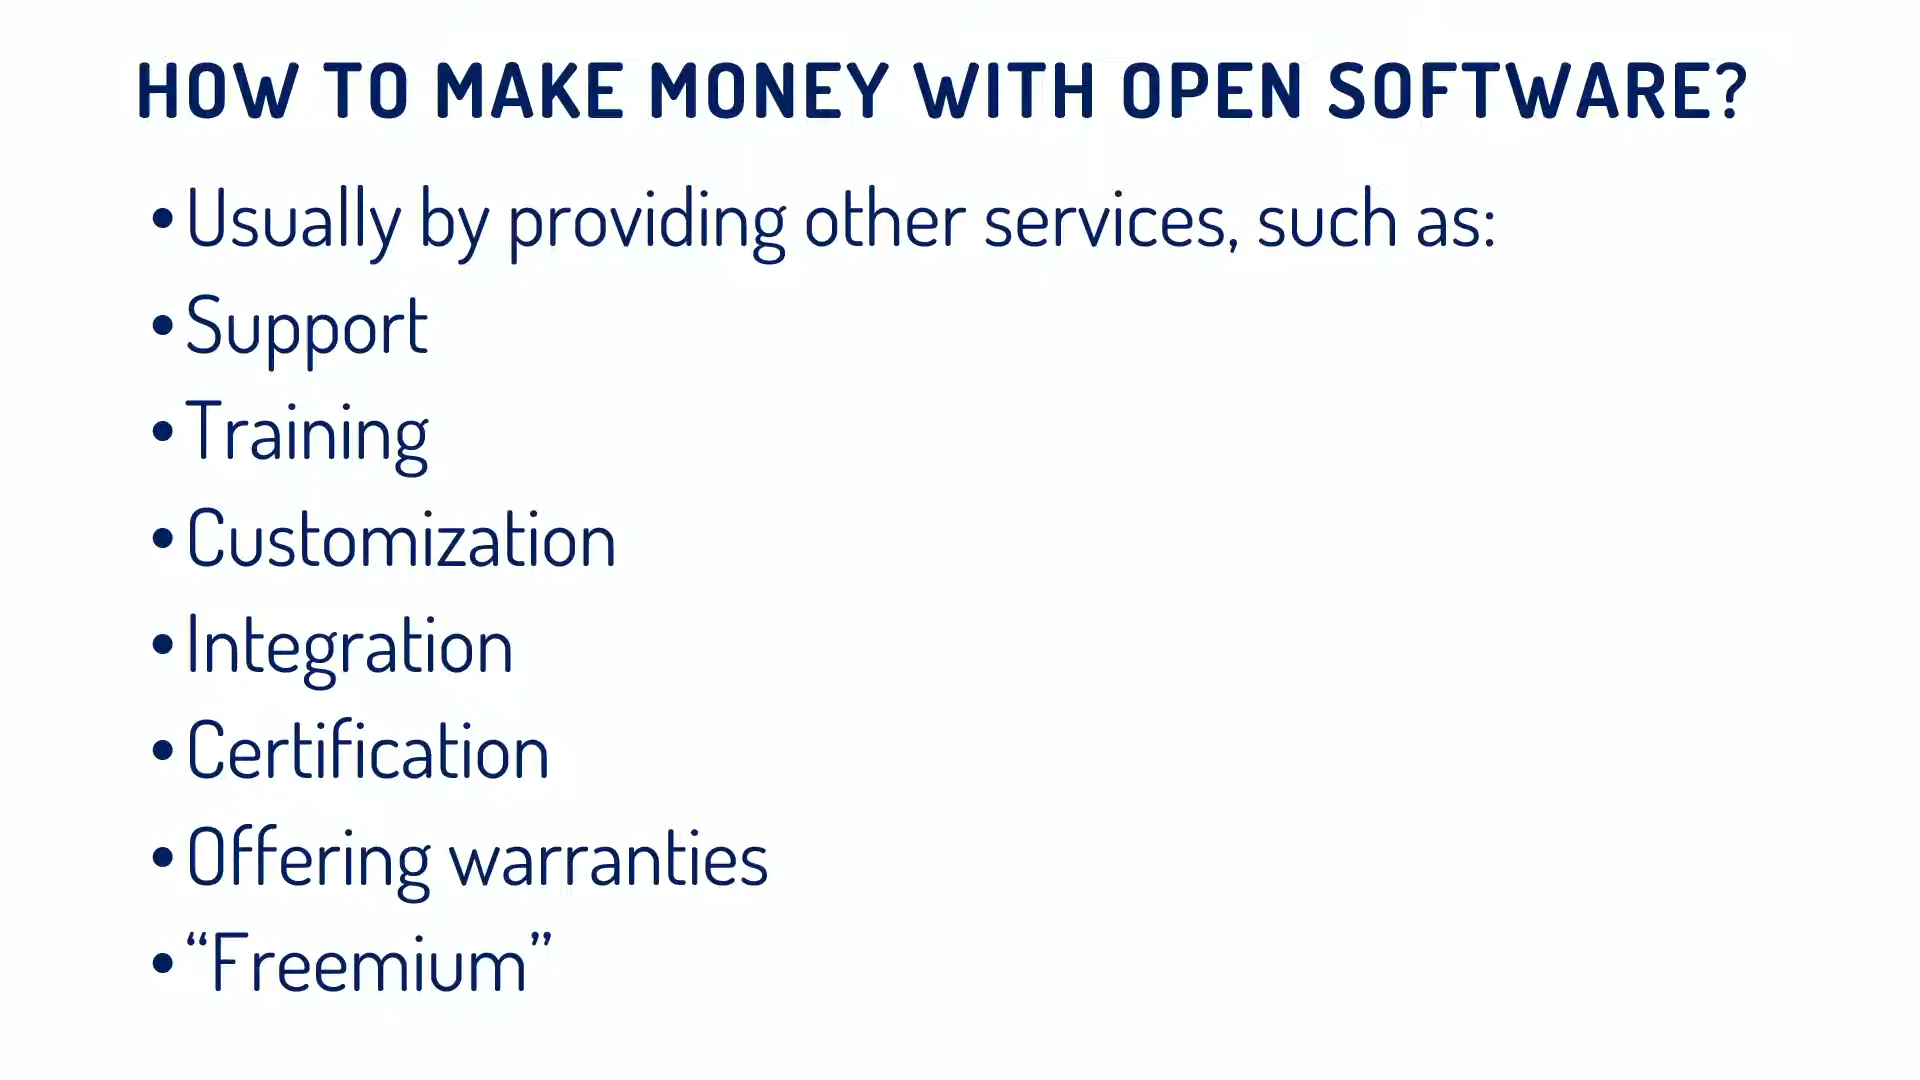 HOW TO MAKE MONEY WITH OPEN SOFTWARE?
•Usually by providing other services, such as:
•Support
•Training
•Customization
•Integration
•Certification
•Offering warranties
•“Freemium”